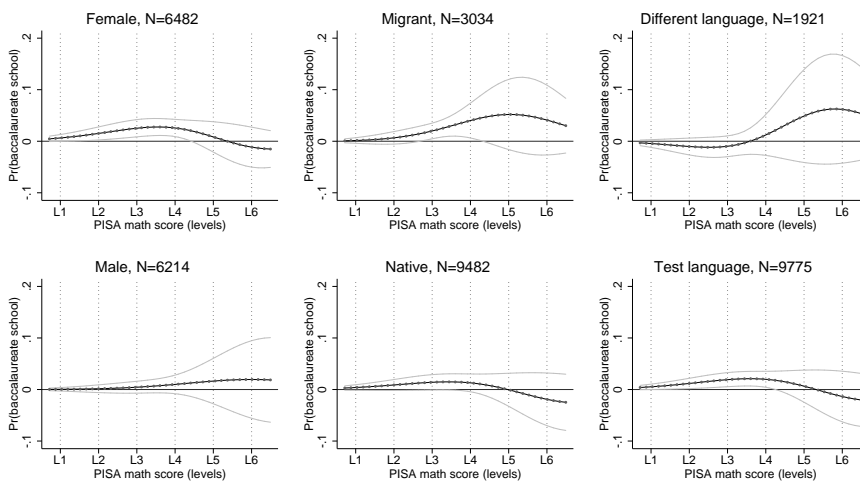 Female, N=6482
Pr(baccalaureate school)
.2
.1
0
-.1
L1 L2 L3 L4 L5 L6
PISA math score (levels)
Migrant, N=3034
Pr(baccalaureate school)
.2
.1
0
-.1
L1 L2 L3 L4 L5 L6
PISA math score (levels)
Different language, N=1921
Pr(baccalaureate school)
.2
.1
0
-.1
L1 L2 L3 L4 L5 L6
PISA math score (levels)
Male, N=6214
Pr(baccalaureate school)
.2
.1
0
-.1
L1 L2 L3 L4 L5 L6
PISA math score (levels)
Native, N=9482
Pr(baccalaureate school)
.2
.1
0
-.1
L1 L2 L3 L4 L5 L6
PISA math score (levels)
Test language, N=9775
Pr(baccalaureate school)
.2
.1
0
-.1
L1 L2 L3 L4 L5 L6
PISA math score (levels)